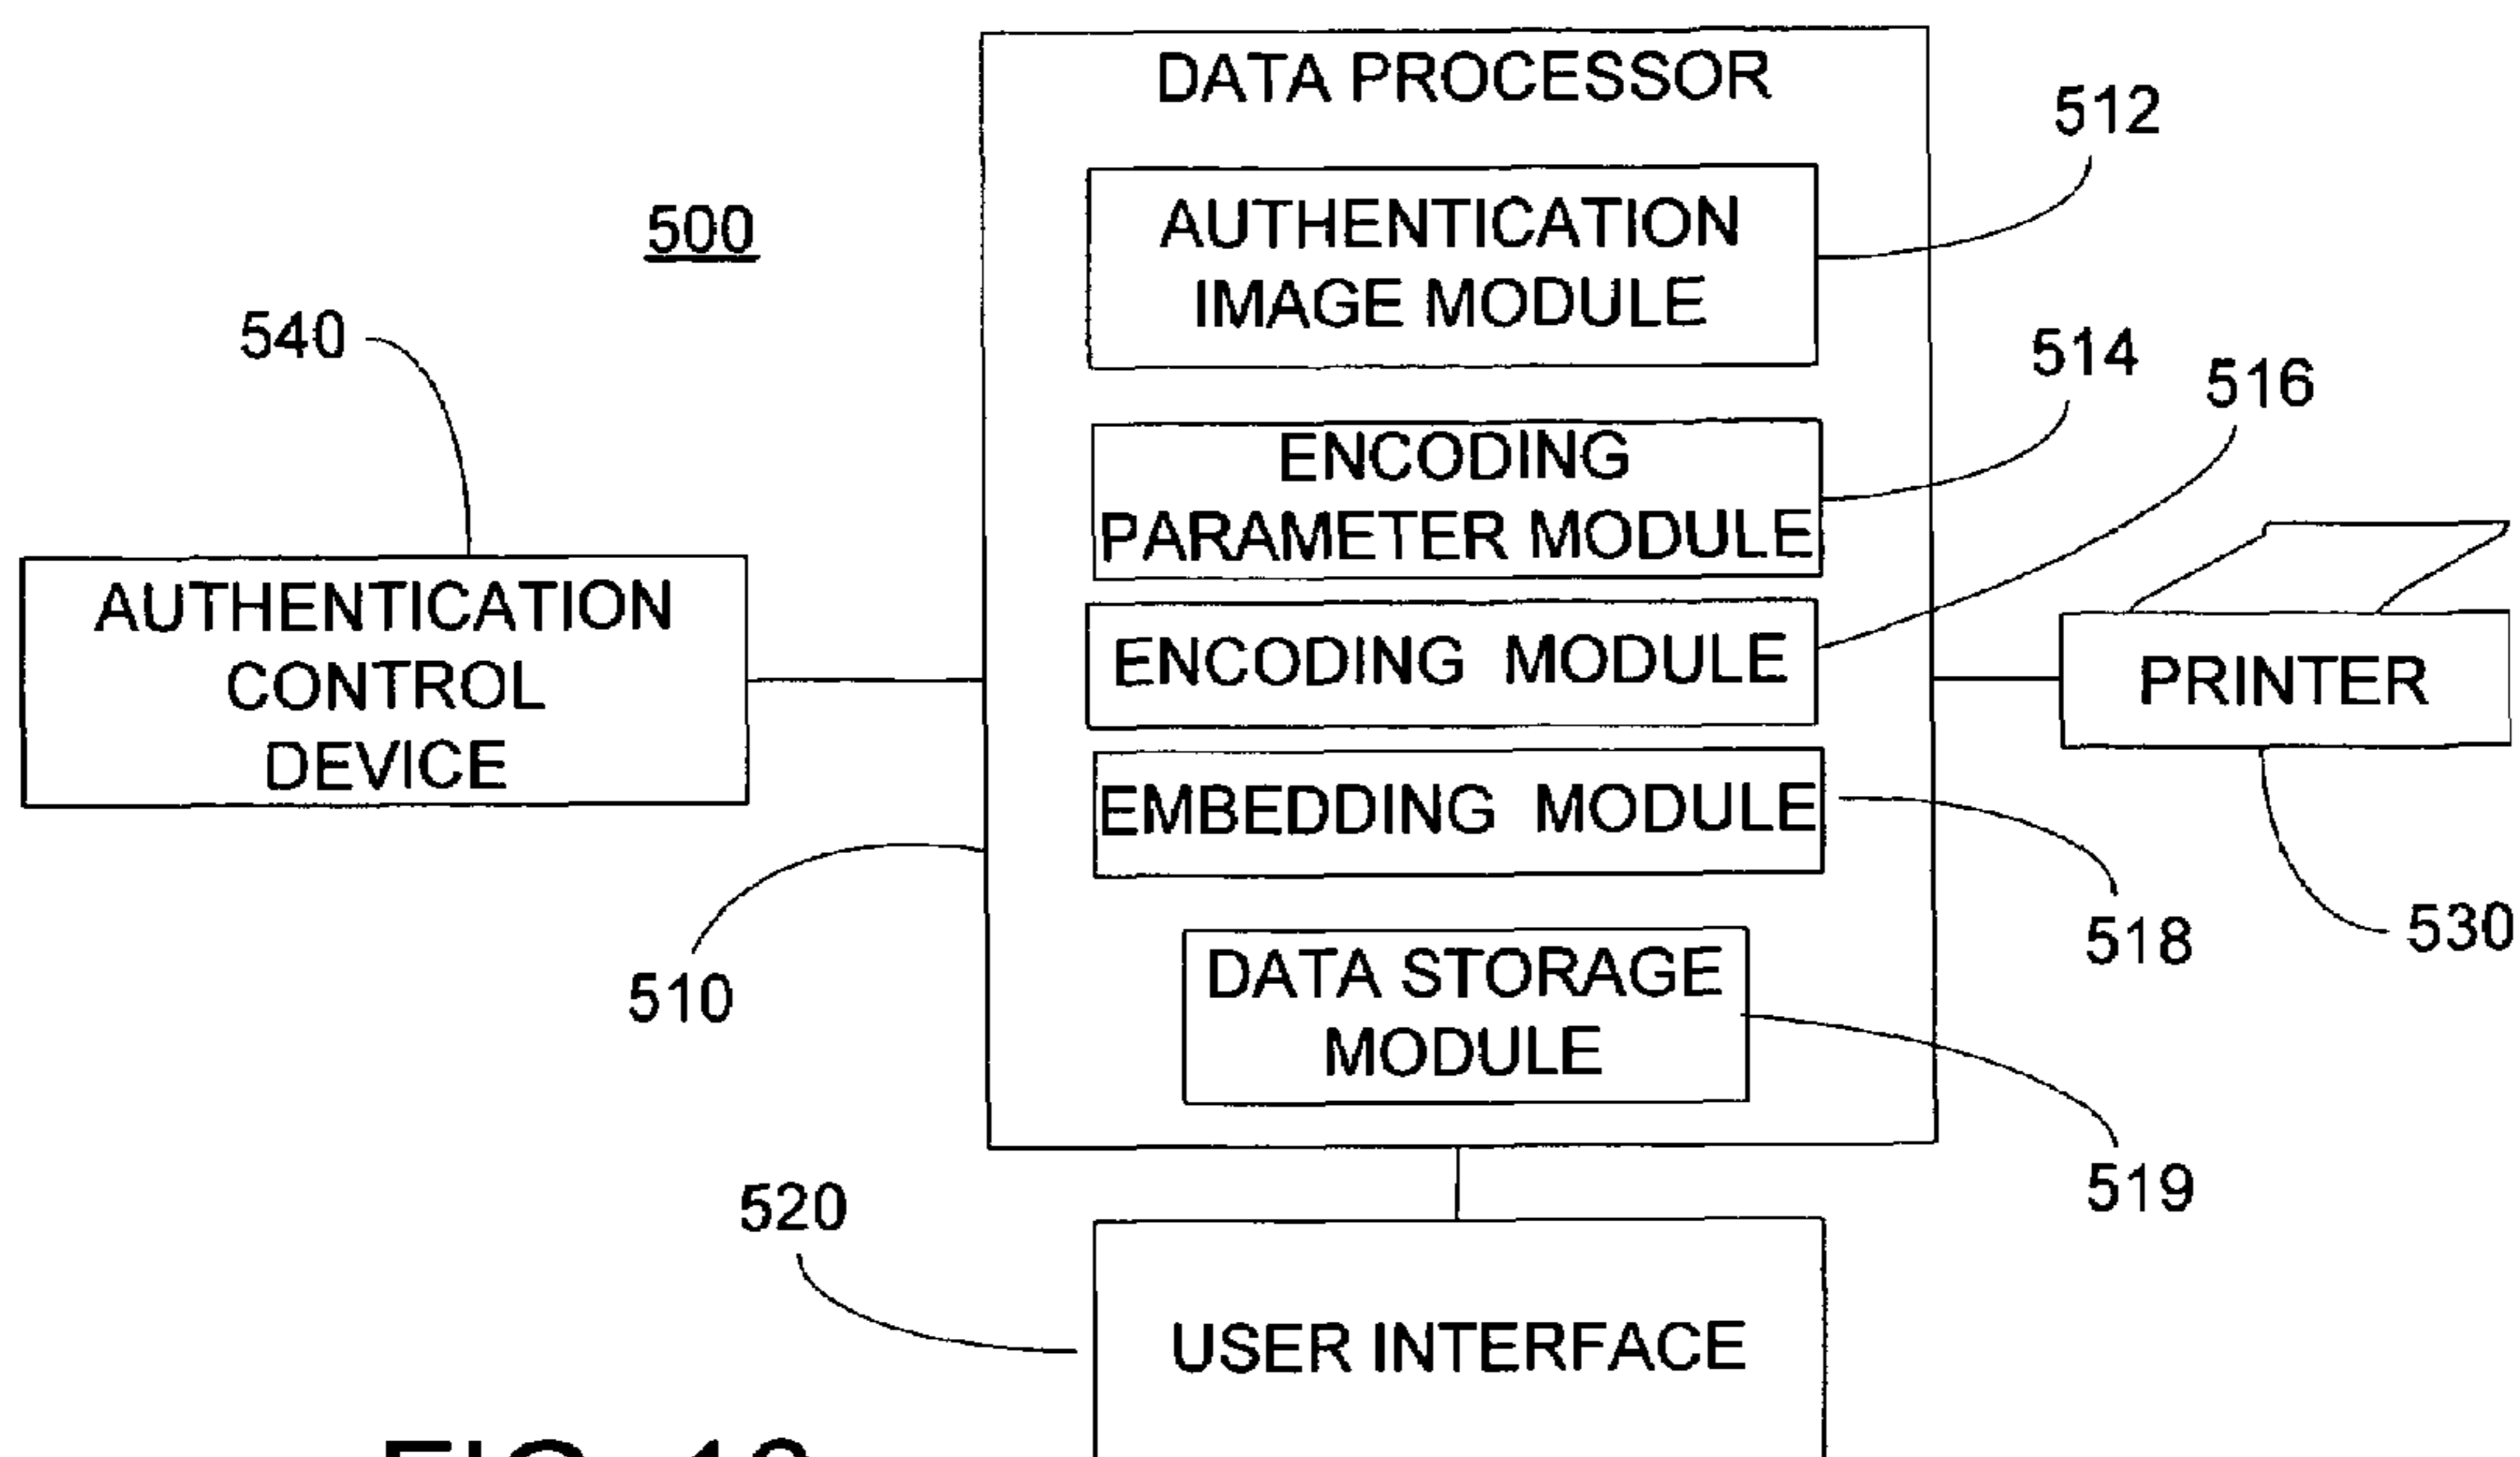 DATA PROCESSOR
512
AUTHENTICATION
IMAGE MODULE
500
540
514
516
ENCODING
PARAMETER MODULE
AUTHENTICATION
CONTROL
DEVICE
ENCODING MODULE
PRINTER
EMBEDDING MODULE
518
530
510
DATA STORAGE
MODULE
519
520
USER INTERFACE